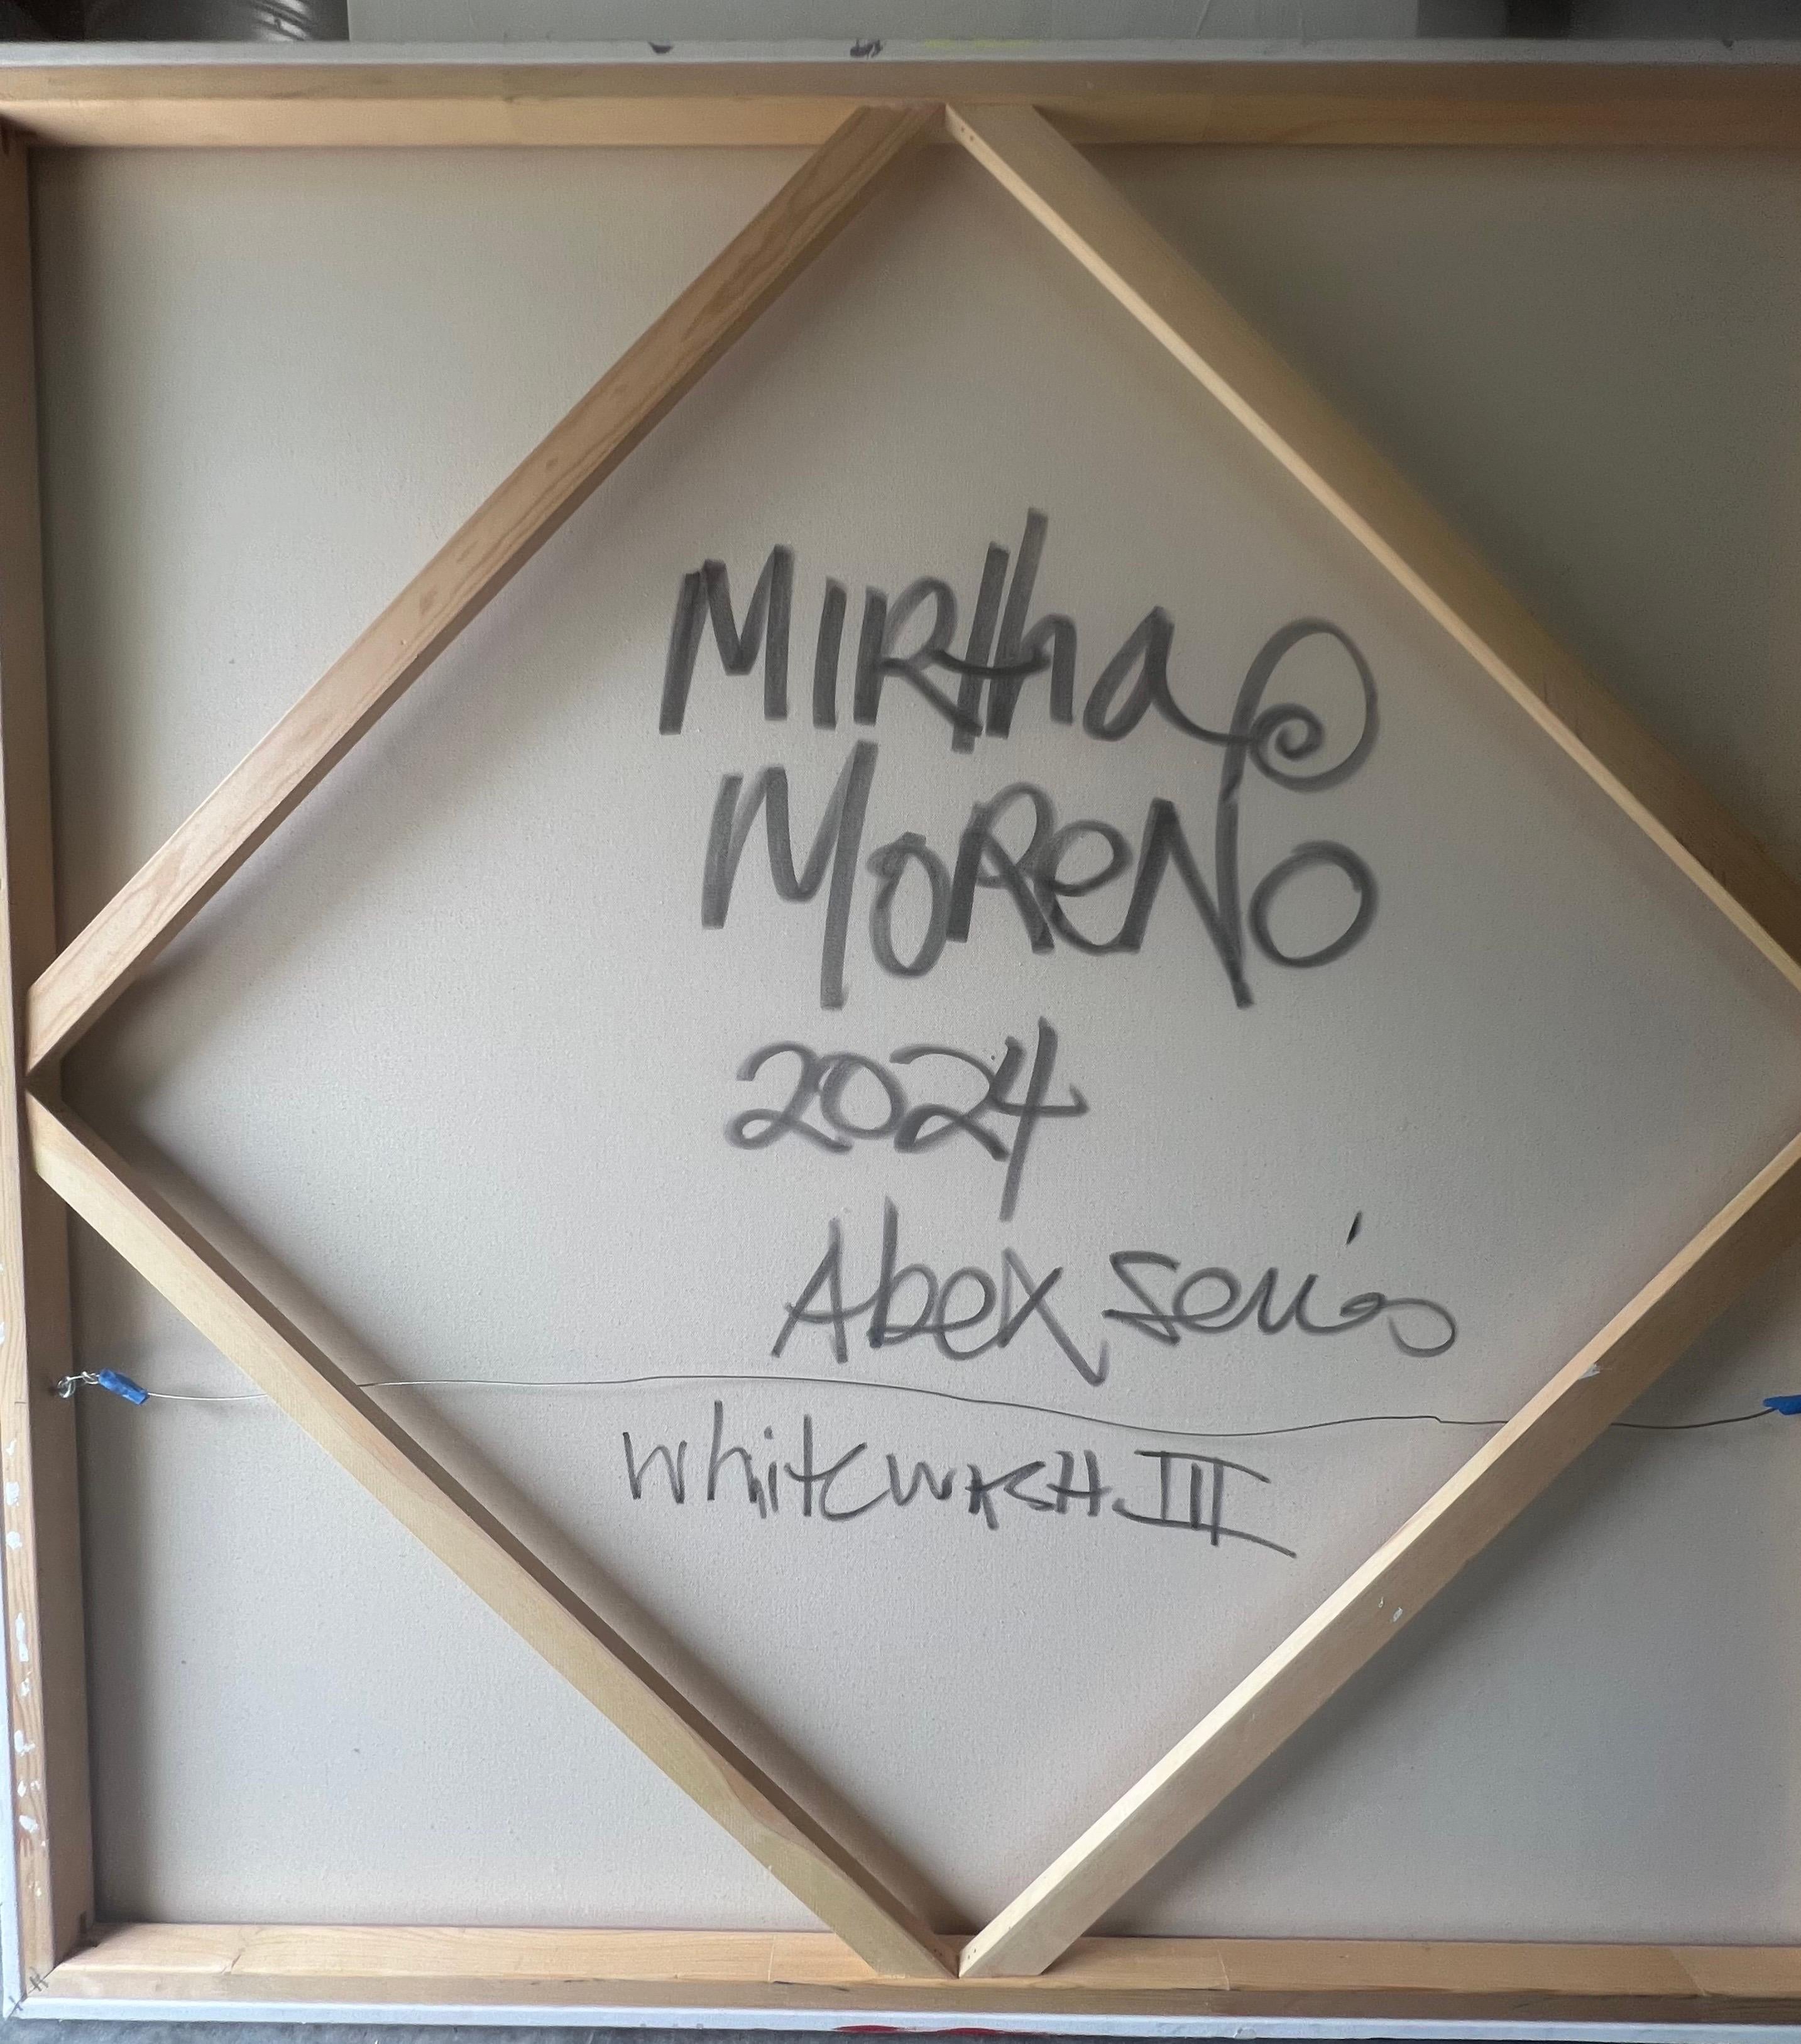 MIRtha
MOReNO
2024
Abex Series
WhiteWASH III